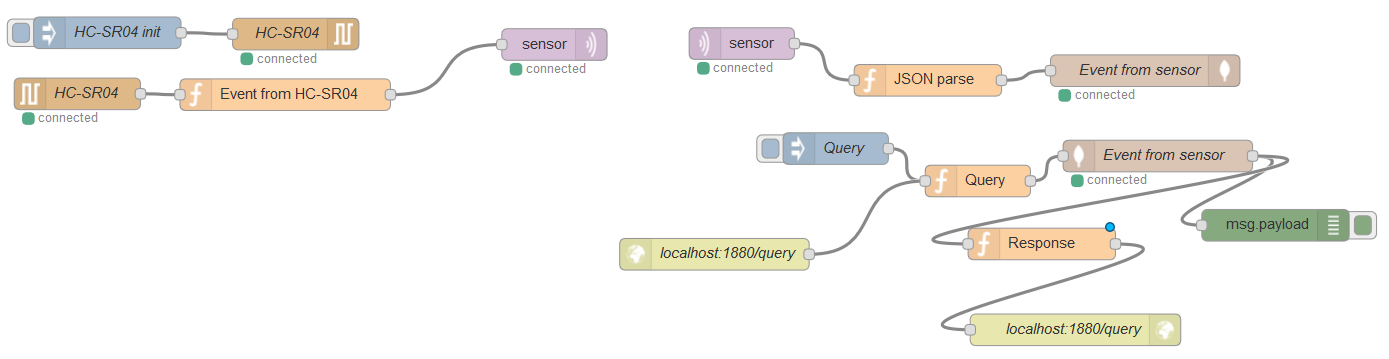 HC-SR04 init
HC-SR04
connected
HC-SR04
connected
Event from HC-SR04
sensor
connected
sensor
connected
JSON parse
Event from sensor
connected
Query
Query
Event from sensor
connected
msg.payload
localhost:1880/query
Response
localhost:1880/query